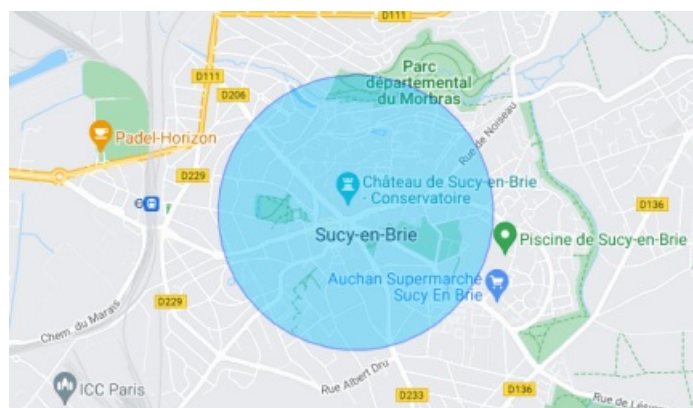 D111
Parc
départemental
du Morbras
D111
D206
Padel-Horizon
Rue de Noiseau
D229
Château de Sucy-en-Brie
- Conservatoire
D136
Sucy-en-Brie
Piscine de Sucy-en-Brie
Auchan Supermarché
Sucy En Brie
D229
Chem. du Marais
ICC Paris
Rue Albert Dru
D233
D136